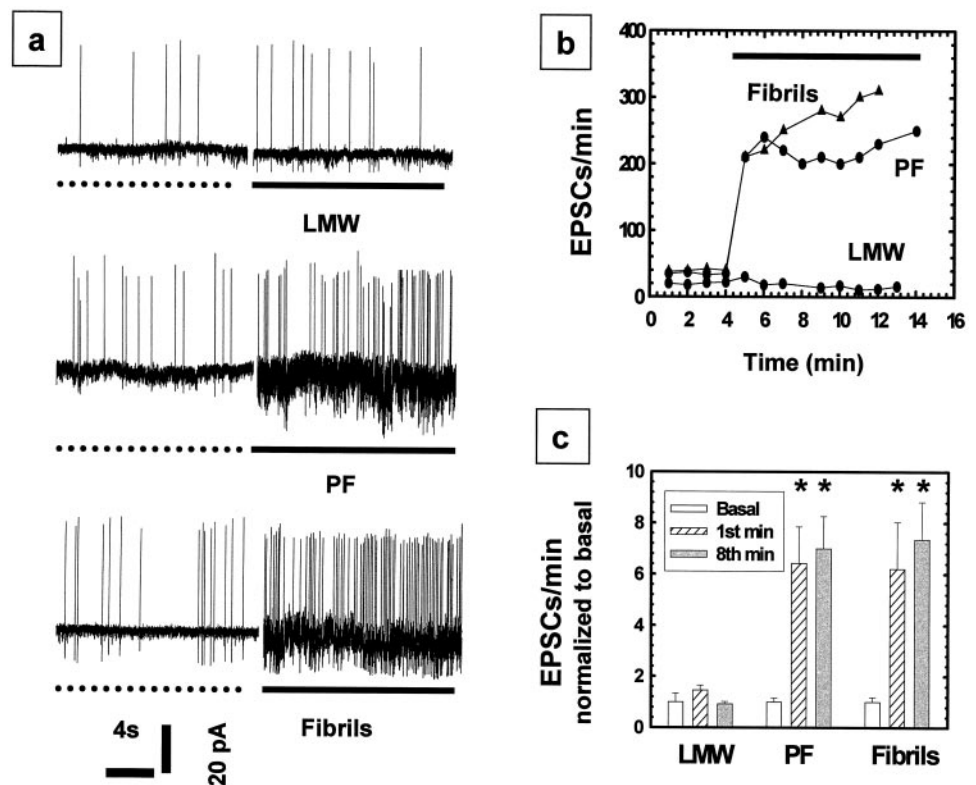 a
LMW
PF
4s
20 pA
Fibrils
b
EPSCs/min
400
300
200
100
0
Fibrils
PF
LMW
0 2 4 6 8 10 12 14 16
Time (min)
c
EPSCs/min
normalized to basal
10
8
6
4
2
0
Basal
1st min
8th min
* * * *
LMW PF Fibrils